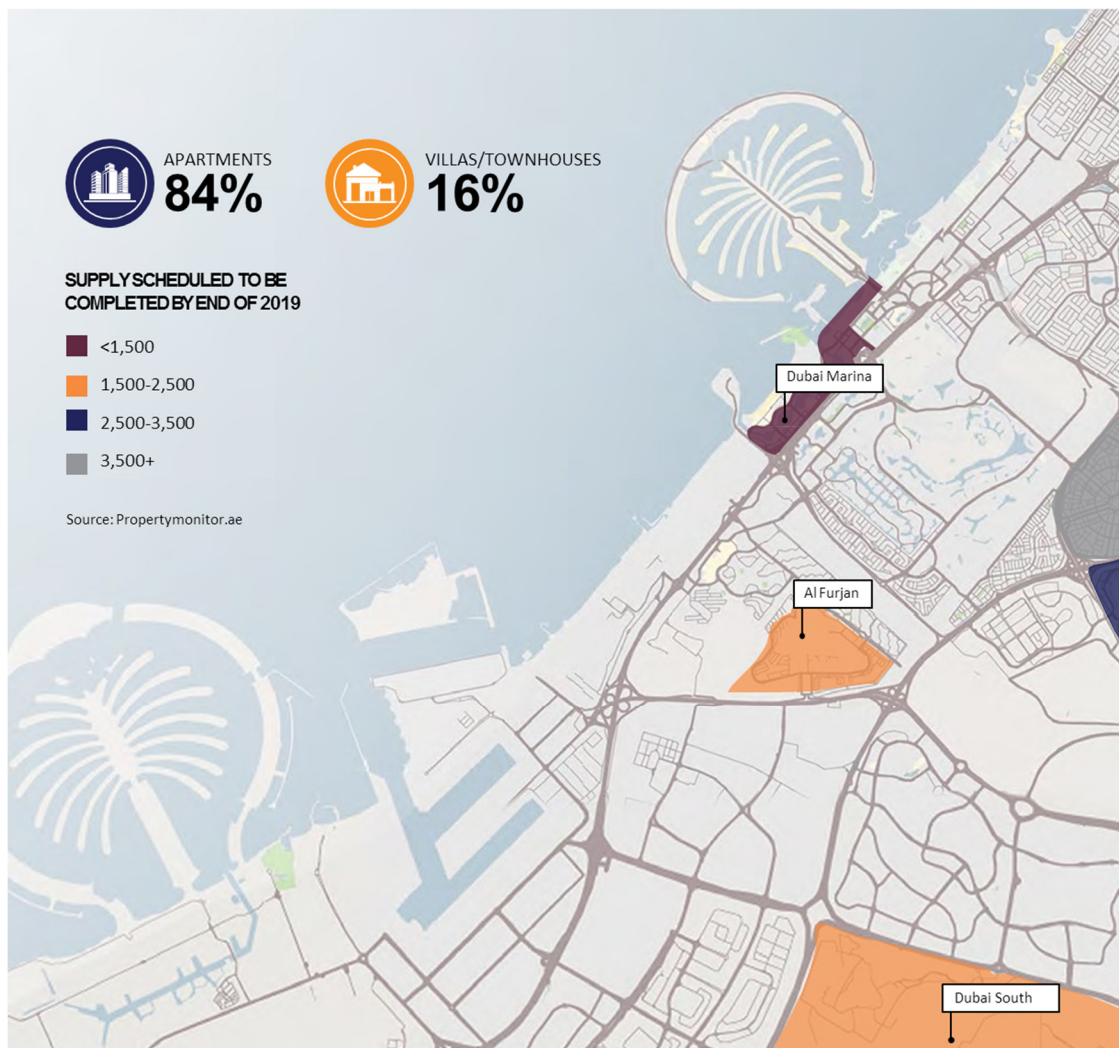 APARTMENTS
84%
VILLAS/TOWNHOUSES
16%
SUPPLY SCHEDULED TO BE
COMPLETED BY END OF 2019
<1,500
1,500-2,500
2,500-3,500
3,500+
Source: Propertymonitor.ae
Dubai Marina
Al Furjan
Dubai South